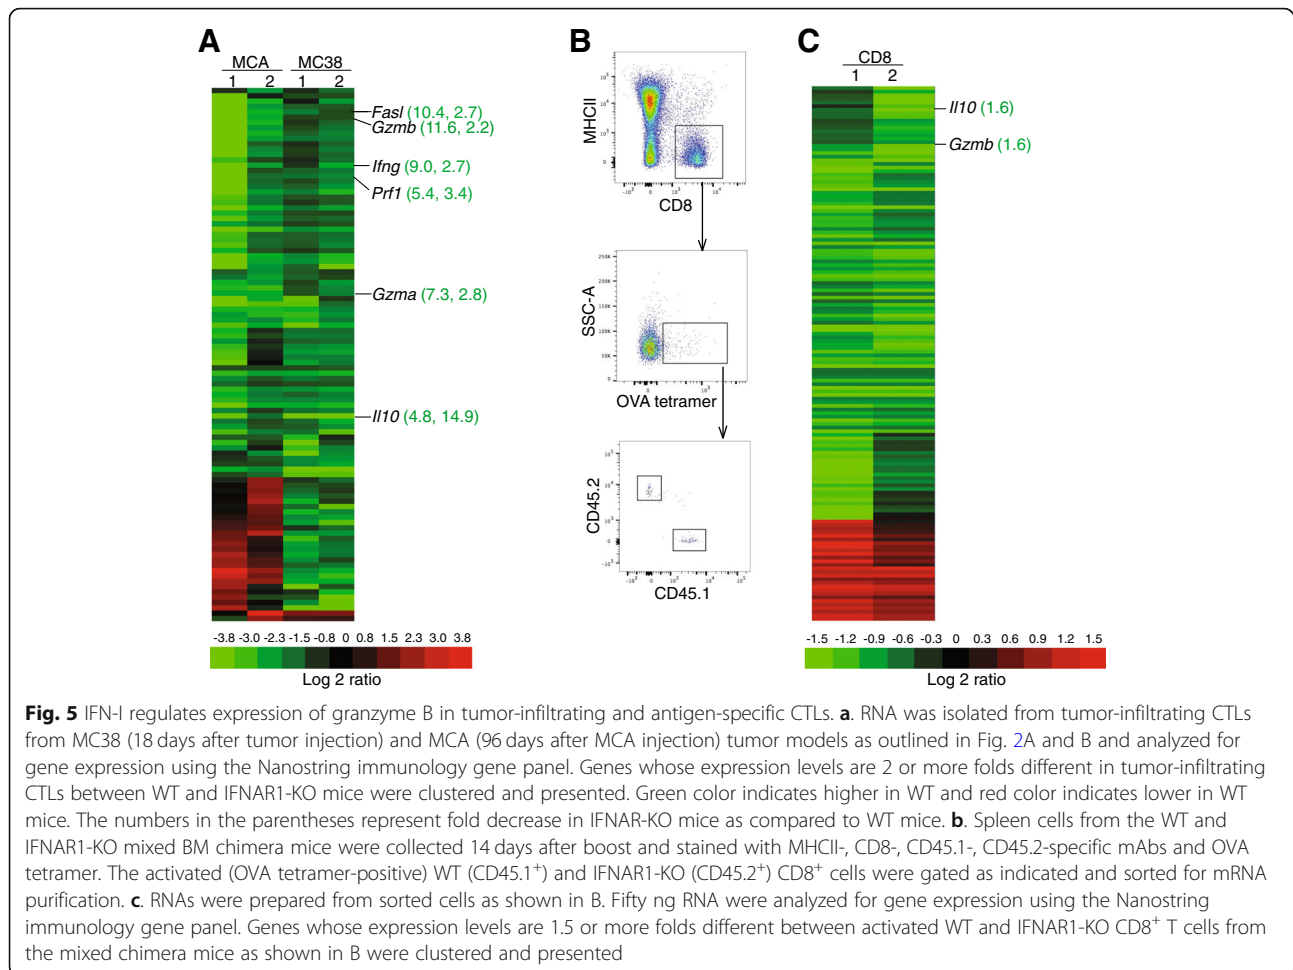 A
MCA MC38
1 2 1 2
Fasl (10.4, 2.7)
Gzmb (11.6, 2.2)
Ifng (9.0, 2.7)
Prf1 (5.4, 3.4)
Gzma (7.3, 2.8)
Il10 (4.8, 14.9)
-3.8 -3.0 -2.3 -1.5 -0.8 0 0.8 1.5 2.3 3.0 3.8
Log 2 ratio
B
MHCII
CD8
SSC-A
250K
200K
150K
100K
50K
0
OVA tetramer
CD45.2
CD45.1
C
CD8
1 2
Il10 (1.6)
Gzmb (1.6)
-1.5 -1.2 -0.9 -0.6 -0.3 0 0.3 0.6 0.9 1.2 1.5
Log 2 ratio
Fig. 5 IFN-I regulates expression of granzyme B in tumor-infiltrating and antigen-specific CTLs. a. RNA was isolated from tumor-infiltrating CTLs
from MC38 (18 days after tumor injection) and MCA (96 days after MCA injection) tumor models as outlined in Fig. 2A and B and analyzed for
gene expression using the Nanostring immunology gene panel. Genes whose expression levels are 2 or more folds different in tumor-infiltrating
CTLs between WT and IFNAR1-KO mice were clustered and presented. Green color indicates higher in WT and red color indicates lower in WT
mice. The numbers in the parentheses represent fold decrease in IFNAR-KO mice as compared to WT mice. b. Spleen cells from the WT and
IFNAR1-KO mixed BM chimera mice were collected 14 days after boost and stained with MHCII-, CD8-, CD45.1-, CD45.2-specific mAbs and OVA
tetramer. The activated (OVA tetramer-positive) WT (CD45.1⁺) and IFNAR1-KO (CD45.2⁺) CD8⁺ cells were gated as indicated and sorted for mRNA
purification. c. RNAs were prepared from sorted cells as shown in B. Fifty ng RNA were analyzed for gene expression using the Nanostring
immunology gene panel. Genes whose expression levels are 1.5 or more folds different between activated WT and IFNAR1-KO CD8⁺ T cells from
the mixed chimera mice as shown in B were clustered and presented